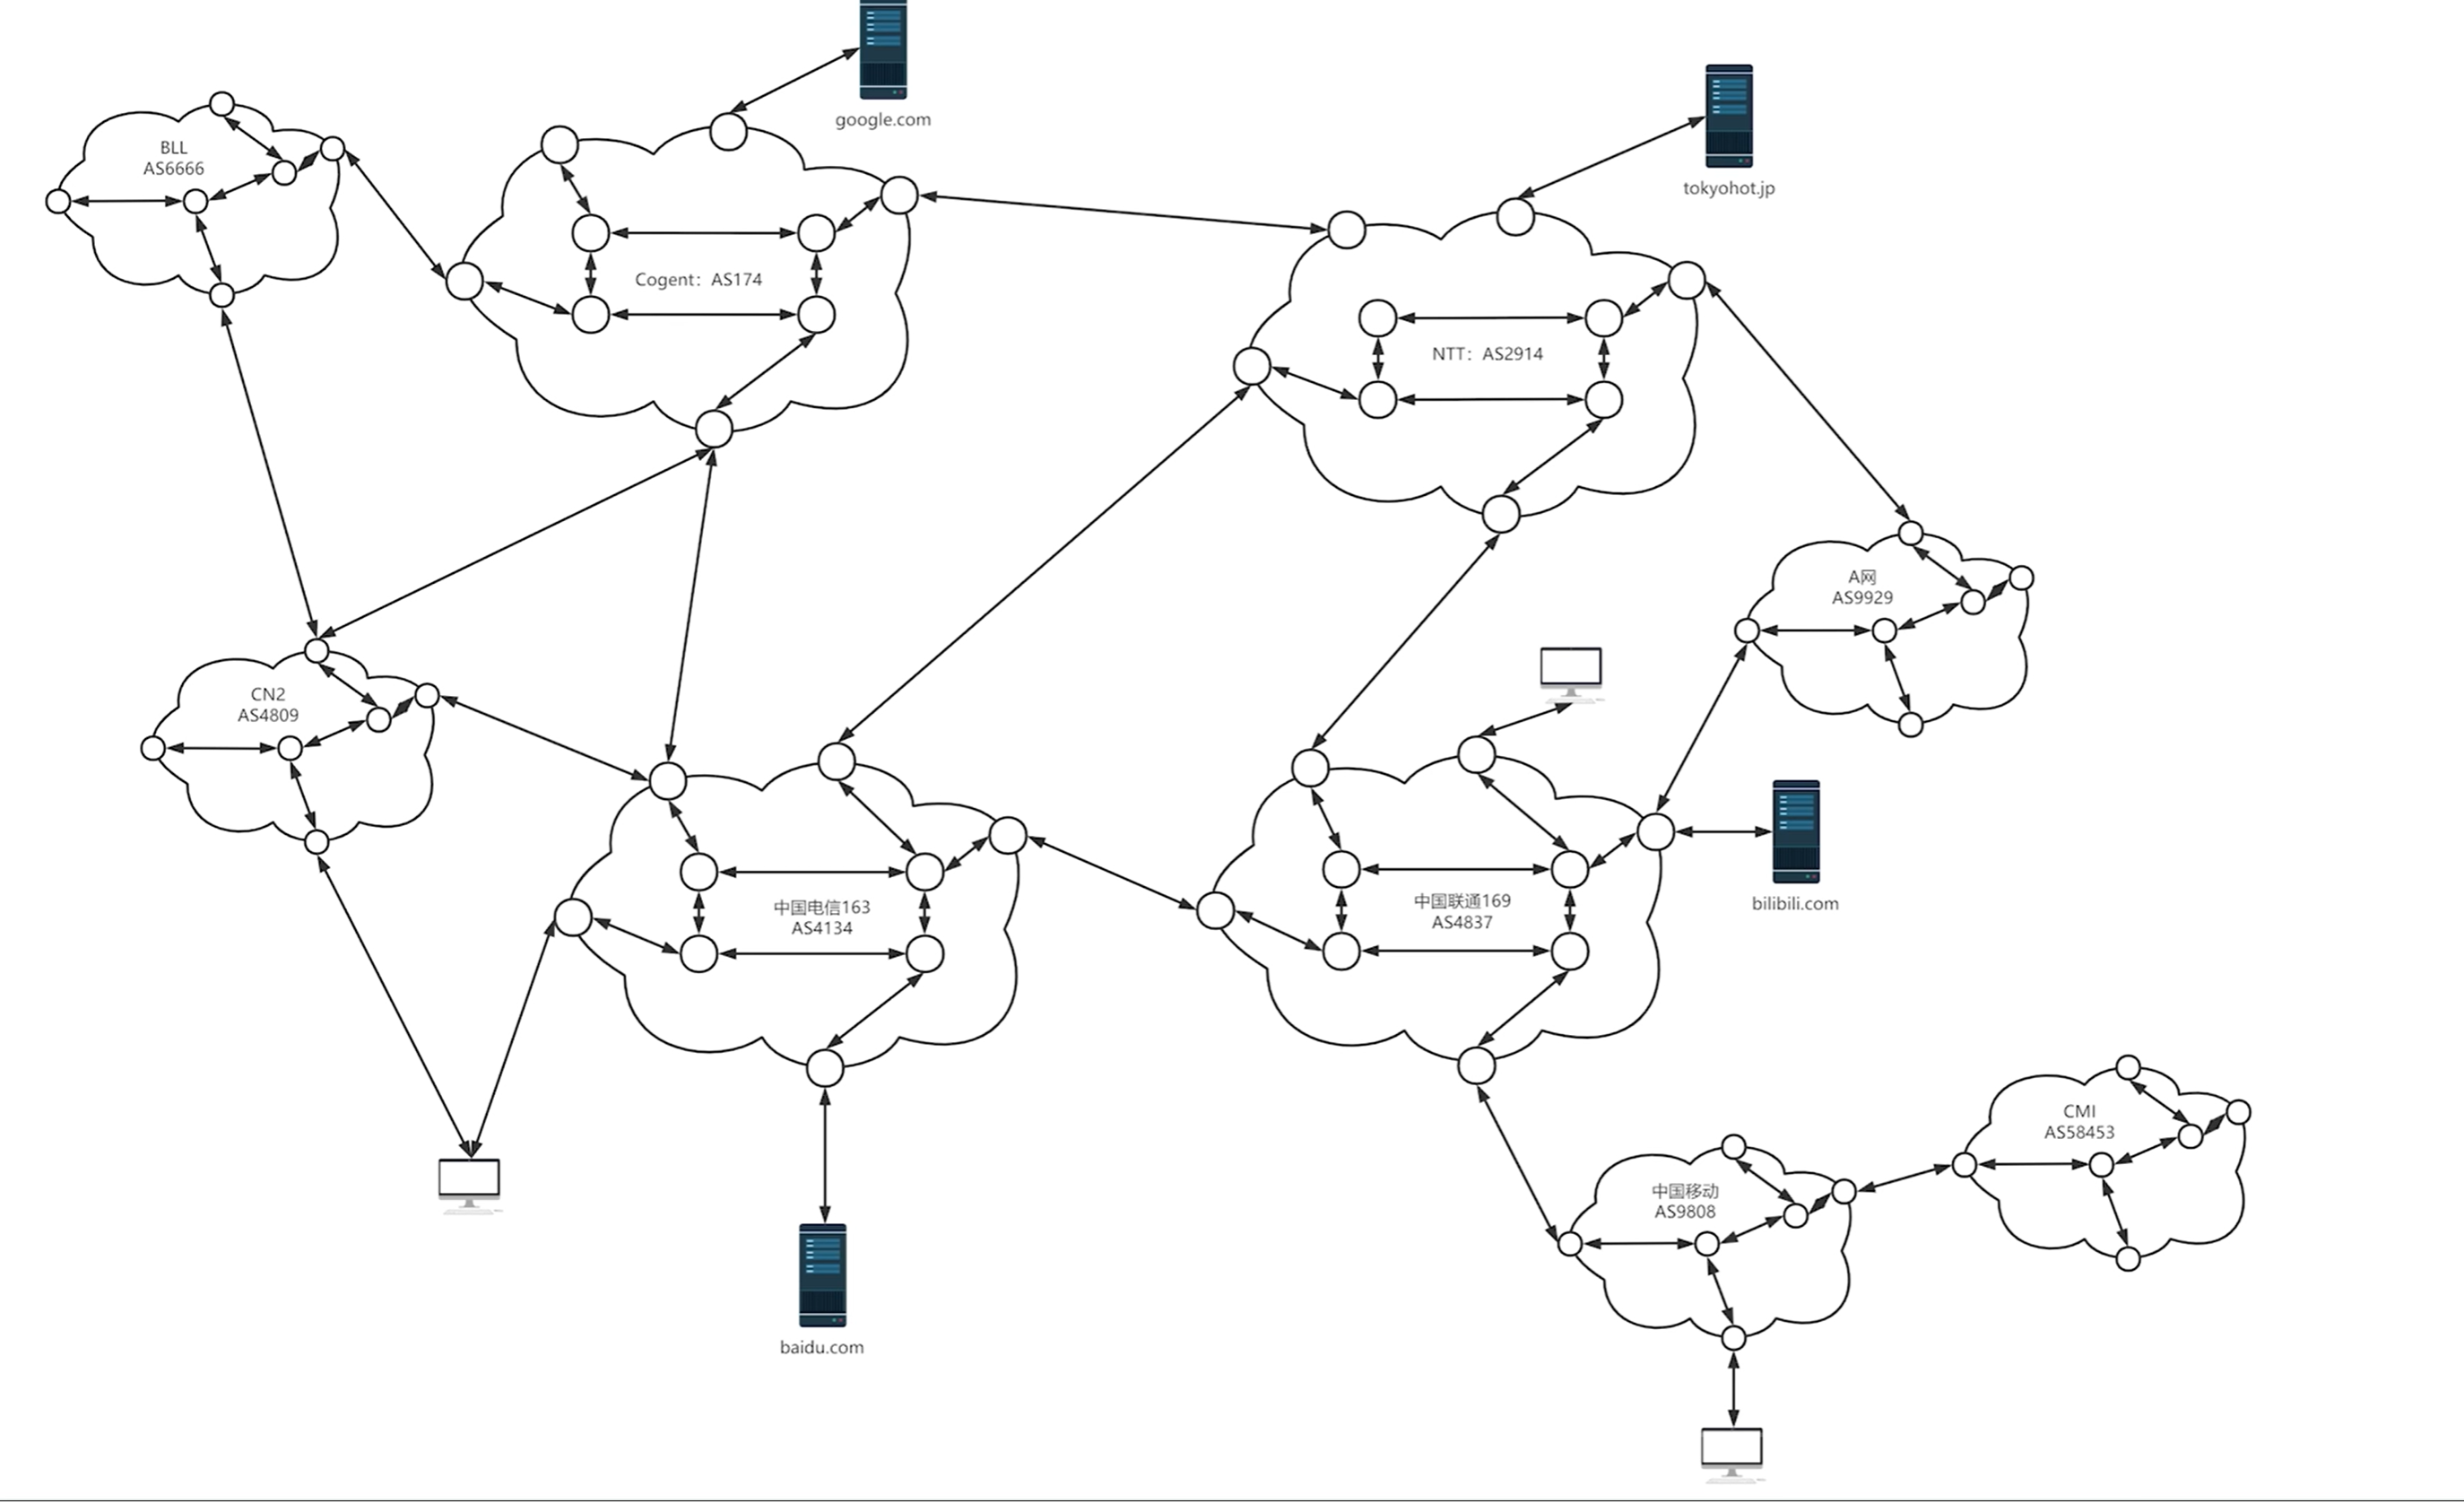 google.com
tokyohot.jp
BLL
AS6666
Cogent：AS174
NTT：AS2914
A网
AS9929
CN2
AS4809
中国电信163
AS4134
中国联通169
AS4837
bilibili.com
CMI
AS58453
中国移动
AS9808
baidu.com